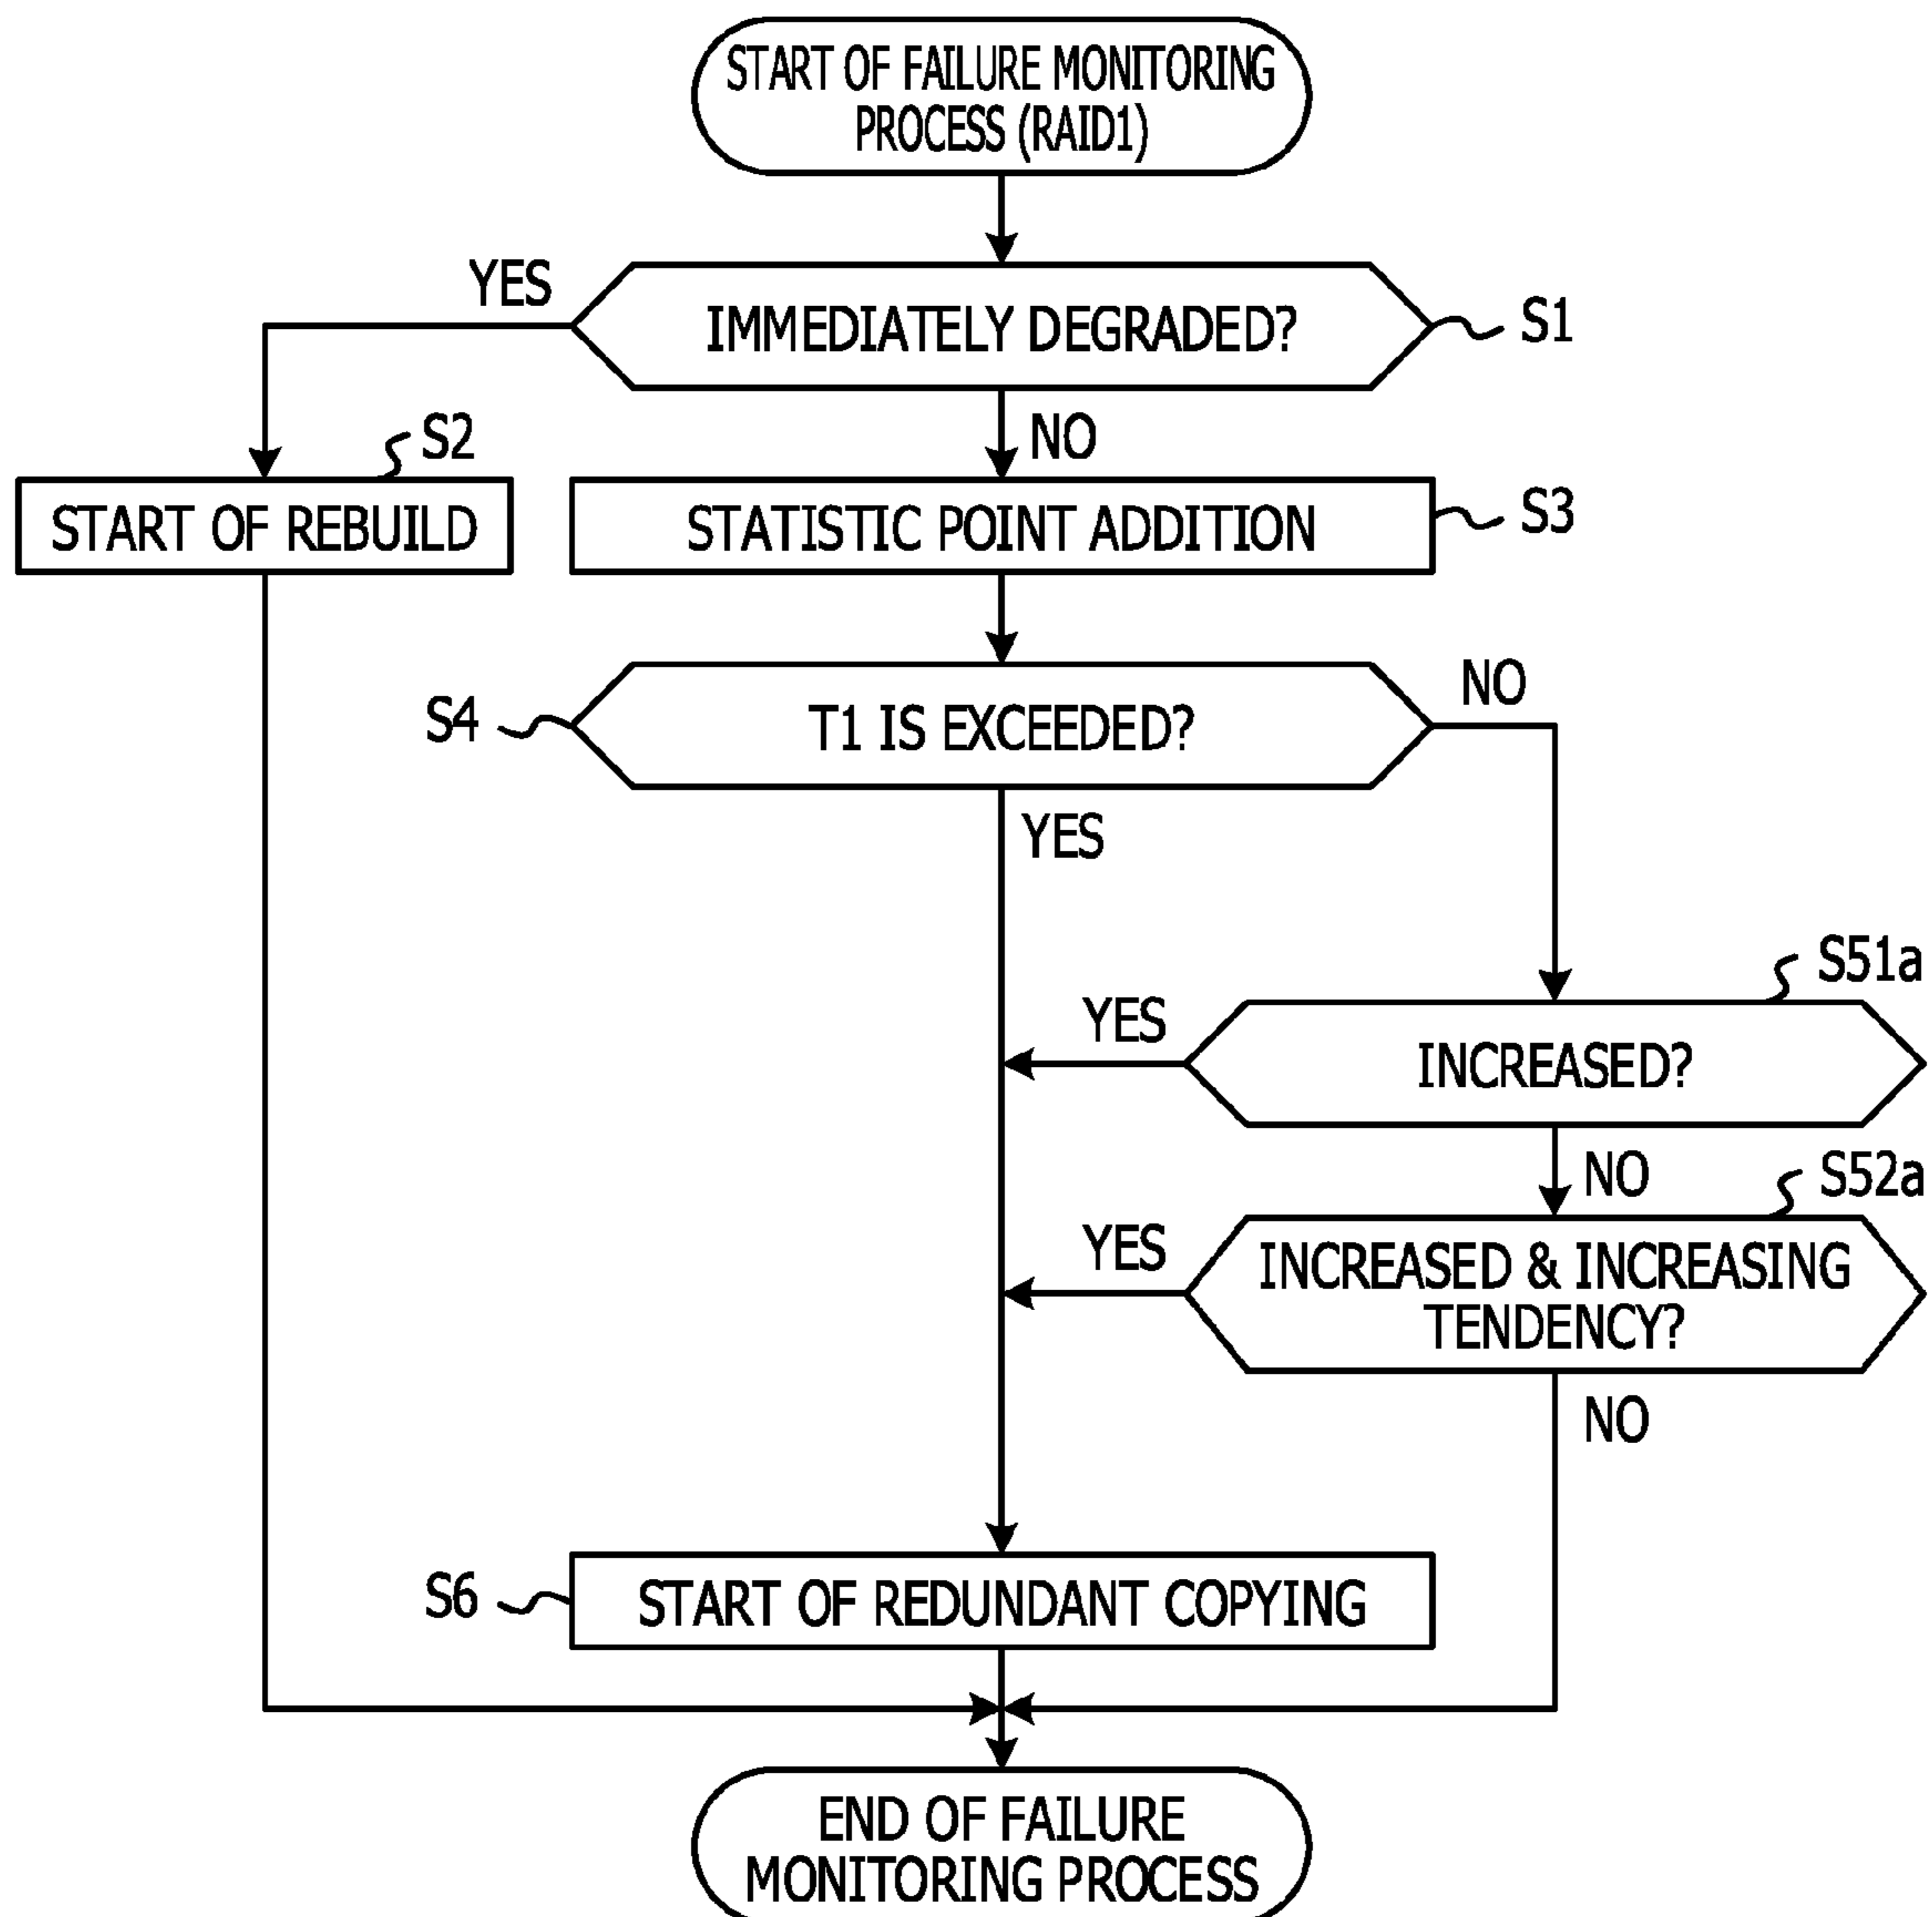 START OF FAILURE MONITORING
PROCESS (RAID1)
YES
IMMEDIATELY DEGRADED?
S1
S2
NO
START OF REBUILD
STATISTIC POINT ADDITION
S3
S4
T1 IS EXCEEDED?
NO
YES
S51a
YES
INCREASED?
NO
S52a
YES
INCREASED & INCREASING
TENDENCY?
NO
S6
START OF REDUNDANT COPYING
END OF FAILURE
MONITORING PROCESS